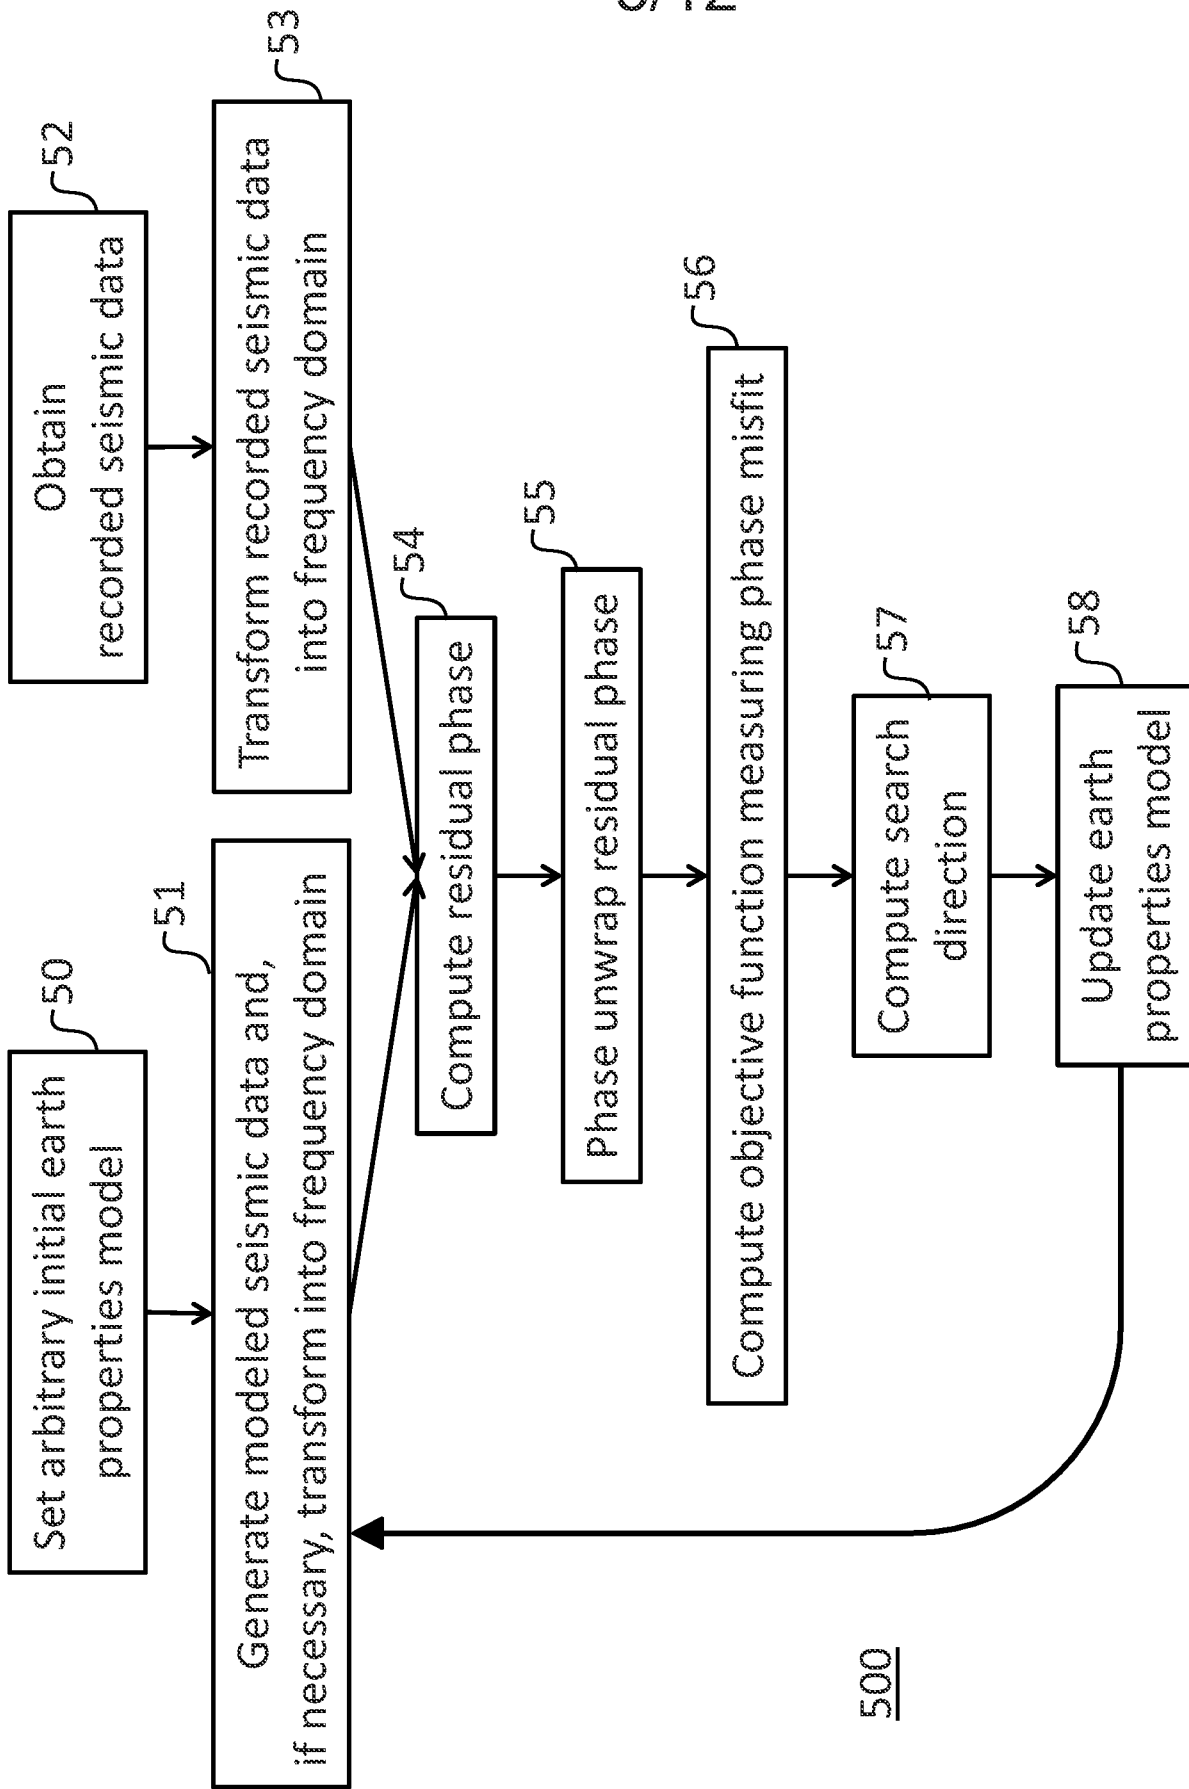 50
Set arbitrary initial earth
properties model
52
Obtain
recorded seismic data
51
Generate modeled seismic data and,
if necessary, transform into frequency domain
53
Transform recorded seismic data
into frequency domain
54
Compute residual phase
55
Phase unwrap residual phase
56
Compute objective function measuring phase misfit
57
Compute search
direction
58
Update earth
properties model
500